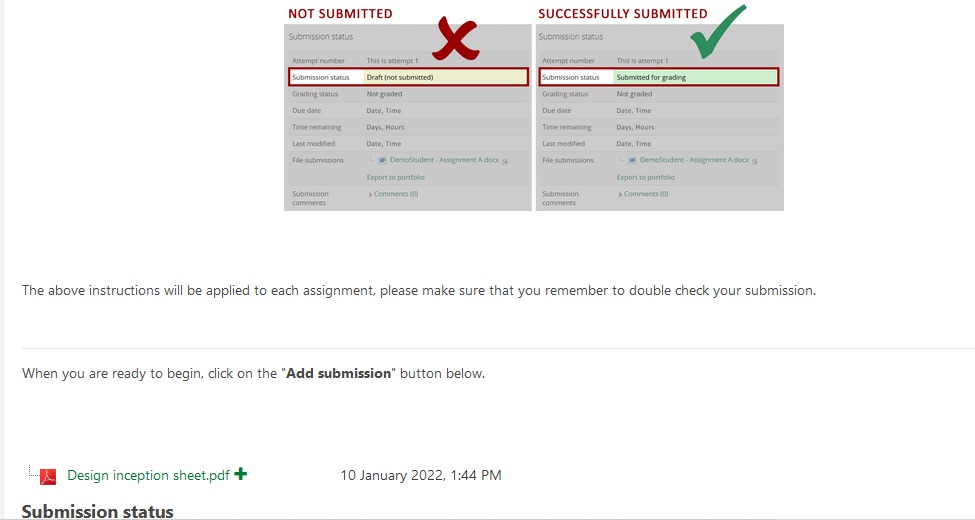 NOT SUBMITTED
Submission status
Attempt number This is attempt 1
Submission status Draft (not submitted)
Grading status Not graded
Due date Date, Time
Time remaining Days, Hours
Last modified Date, Time
File submissions DemoStudent - Assignment A.docx
Export to portfolio
Submission comments Comments (0)
SUCCESSFULLY SUBMITTED
Submission status
Attempt number This is attempt 1
Submission status Submitted for grading
Grading status Not graded
Due date Date, Time
Time remaining Days, Hours
Last modified Date, Time
File submissions DemoStudent - Assignment A.docx
Export to portfolio
Submission comments Comments (0)
The above instructions will be applied to each assignment, please make sure that you remember to double check your submission.
When you are ready to begin, click on the "Add submission" button below.
Design inception sheet.pdf 10 January 2022, 1:44 PM
Submission status